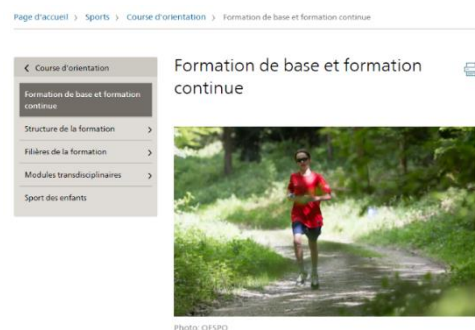 Page d'accueil > Sports > Course d'orientation > Formation de base et formation continue
Course d'orientation
Formation de base et formation
continue
Structure de la formation
Filières de la formation
Modules transdisciplinaires
Sport des enfants
Formation de base et formation
continue
Photo: OFSPO